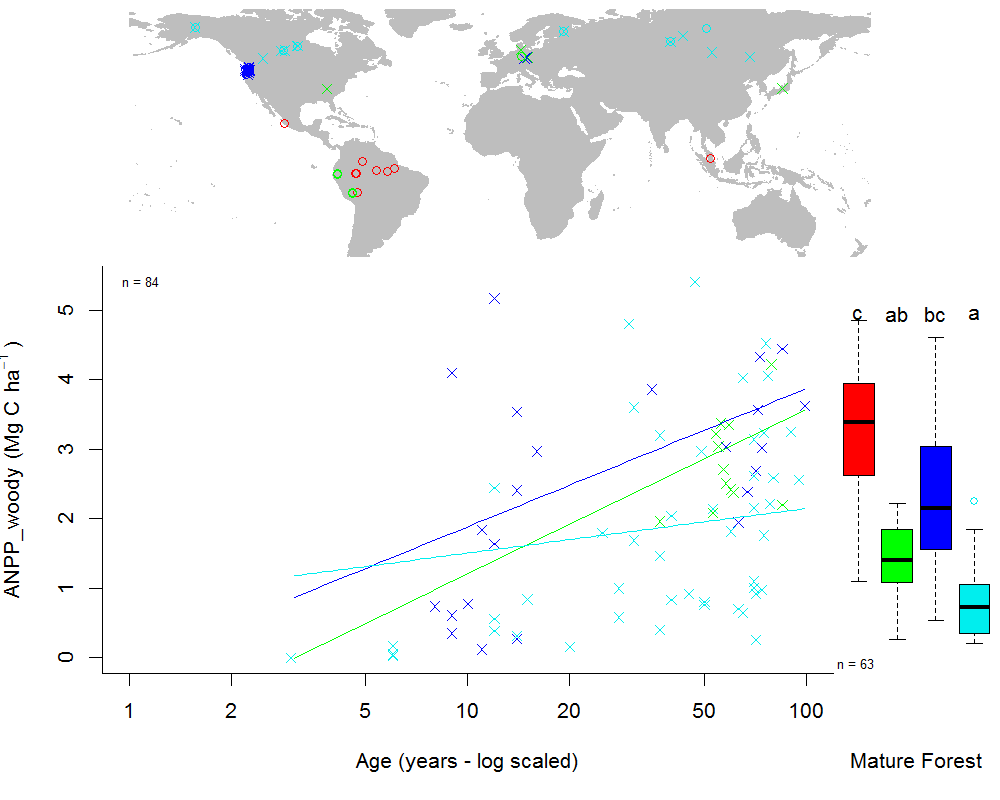 n = 84
5
4
3
2
1
0
ANPP_woody (Mg C ha⁻¹ )
c ab bc a
n = 63
1 2 5 10 20 50 100
Age (years - log scaled) Mature Forest